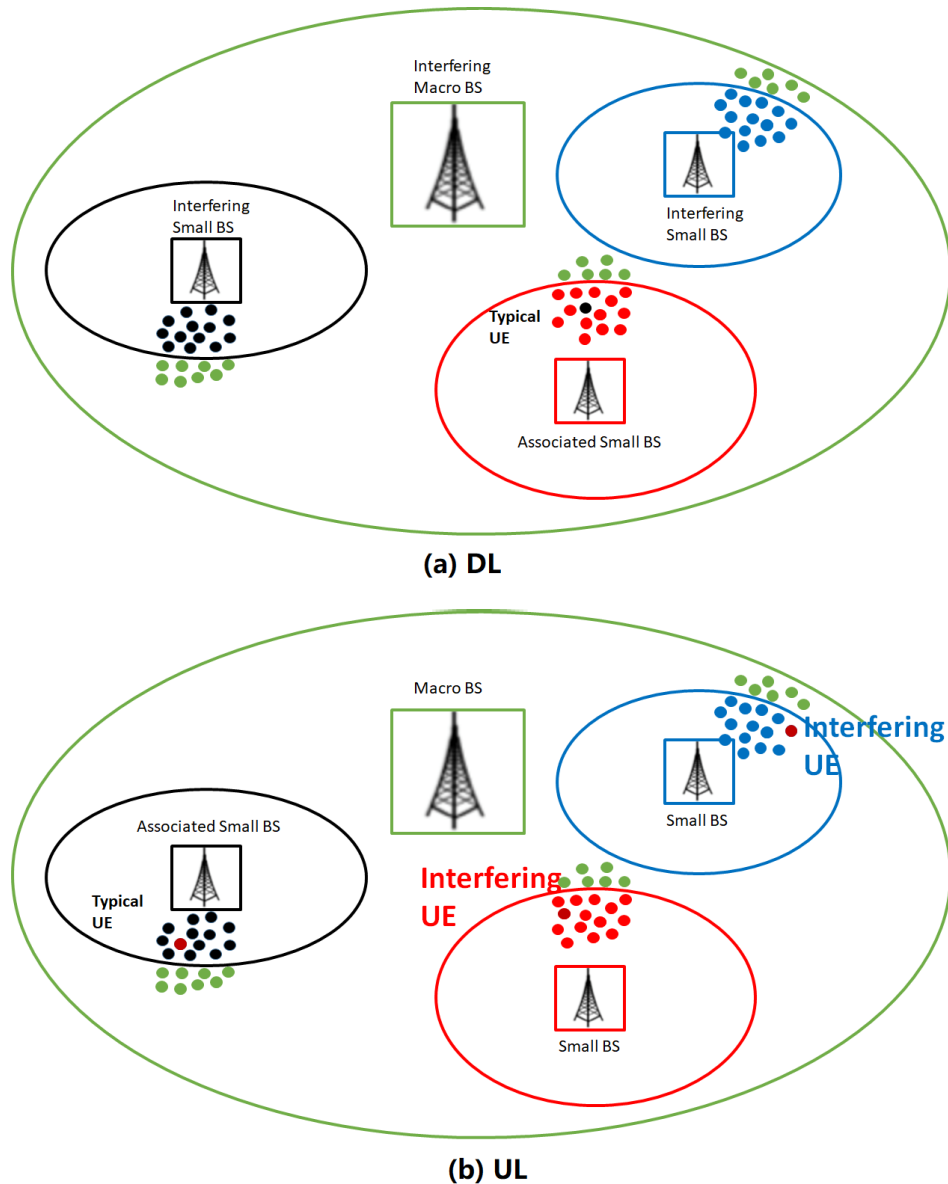 Interfering
Macro BS
Interfering
Small BS
Interfering
Small BS
Typical
UE
Associated Small BS
(a) DL
Macro BS
Interfering
UE
Small BS
Associated Small BS
Interfering
UE
Typical
UE
Small BS
(b) UL